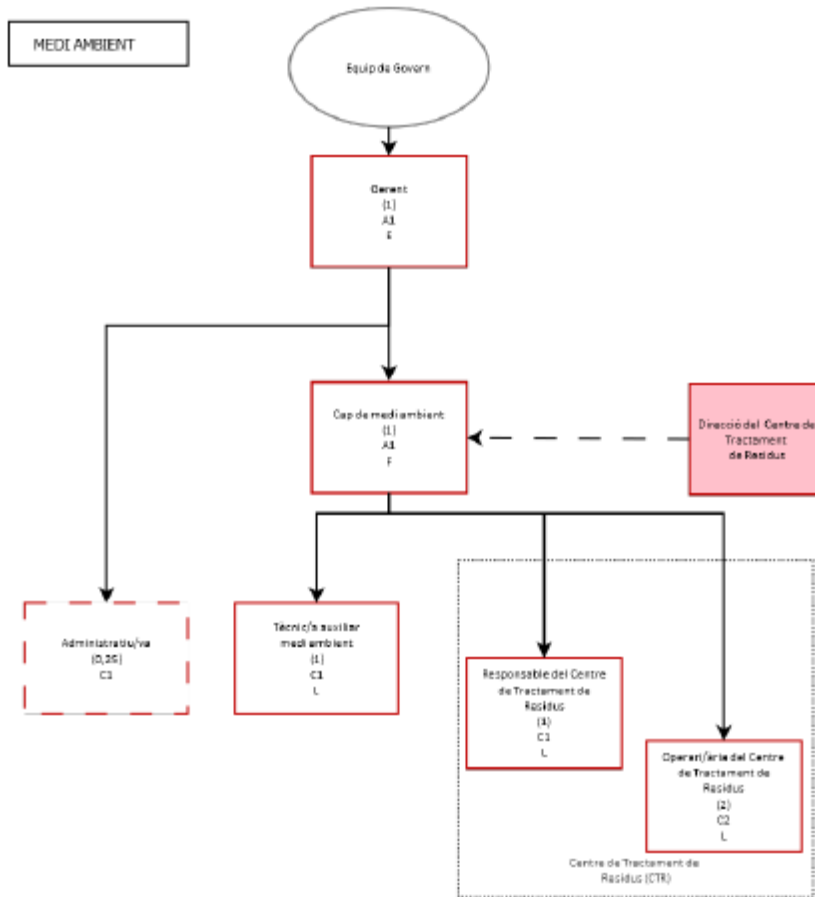 MEDI AMBIENT
Equip de Govern
Gerent
(1)
A1
E
Cap de medi ambient
(1)
A1
F
Direcció del Centre de
Tractament
de Residus
Administratiu/va
(0,25)
C1
Tècnic/a auxiliar
medi ambient
(1)
C1
L
Responsable del Centre
de Tractament de
Residus
(1)
C1
L
Operari/ària del Centre
de Tractament de
Residus
(2)
C2
L
Centre de Tractament de
Residus (CTR)